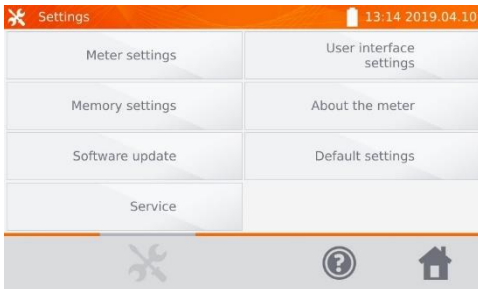 Settings
13:14 2019.04.10
Meter settings
User interface
settings
Memory settings
About the meter
Software update
Default settings
Service
?